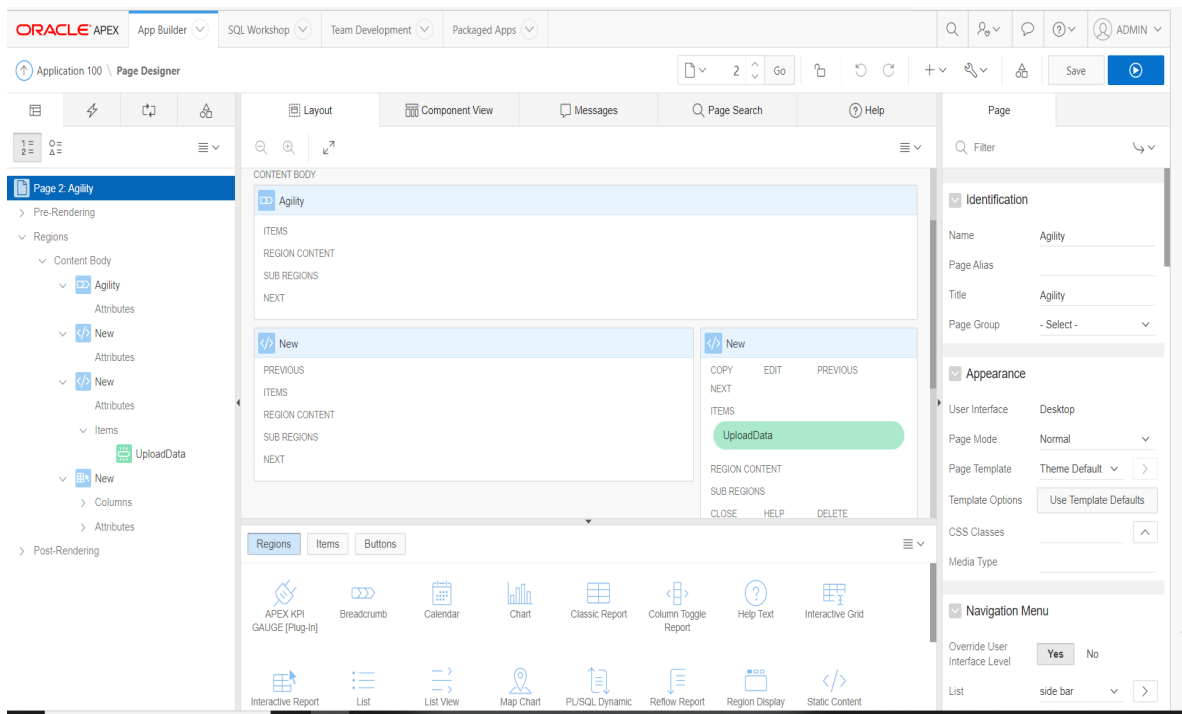 ORACLE APEX App Builder SQL Workshop Team Development Packaged Apps ADMIN
Application 100 \ Page Designer 2 Go Save
Layout Component View Messages Page Search Help Page
Filter
CONTENT BODY
Page 2: Agility
Pre-Rendering
Regions
Content Body
Agility
Attributes
New
Attributes
New
Attributes
Items
UploadData
New
Columns
Attributes
Post-Rendering
Agility
ITEMS
REGION CONTENT
SUB REGIONS
NEXT
New
PREVIOUS
ITEMS
REGION CONTENT
SUB REGIONS
NEXT
New
COPY EDIT PREVIOUS
NEXT
ITEMS
UploadData
REGION CONTENT
SUB REGIONS
CLOSE HELP DELETE
Regions Items Buttons
APEX KPI GAUGE [Plug-In]
Breadcrumb
Calendar
Chart
Classic Report
Column Toggle Report
Help Text
Interactive Grid
Interactive Report
List
List View
Map Chart
PL/SQL Dynamic
Reflow Report
Region Display
Static Content
Identification
Name Agility
Page Alias
Title Agility
Page Group - Select -
Appearance
User Interface Desktop
Page Mode Normal
Page Template Theme Default
Template Options Use Template Defaults
CSS Classes
Media Type
Navigation Menu
Override User Interface Level Yes No
List side bar